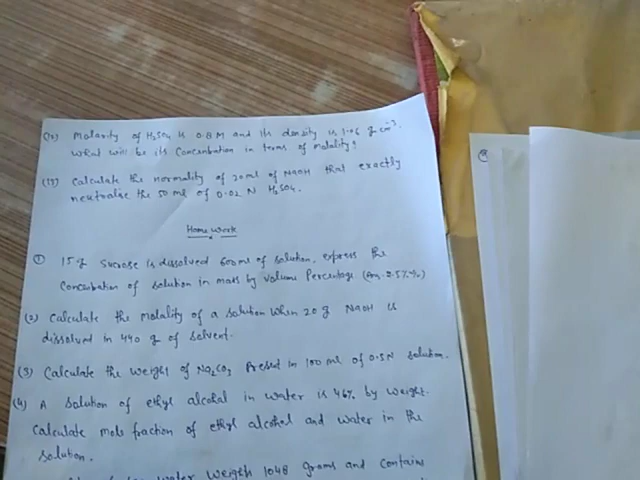 Molarity of H₂SO₄ is 0.8 M and its density is 1.06 g cm⁻³.
What will be its concentration in terms of molality?
Calculate the normality of 20 ml of NaOH that exactly
neutralise the 50 ml of 0.02 N H₂SO₄.
Home work
① 15 g sucrose is dissolved 600 ml of solution, express the
concentration of solution in mass by volume percentage (Ans. 2.5%
(2) Calculate the molality of a solution when 20 g NaOH is
dissolved in 440 g of solvent.
(3) Calculate the weight of Na₂CO₃ present in 100 ml of 0.5 N solution.
(4) A solution of ethyl alcohol in water is 46% by weight.
Calculate mole fraction of ethyl alcohol and water in the
solution.
water weighs 1048 grams and contains